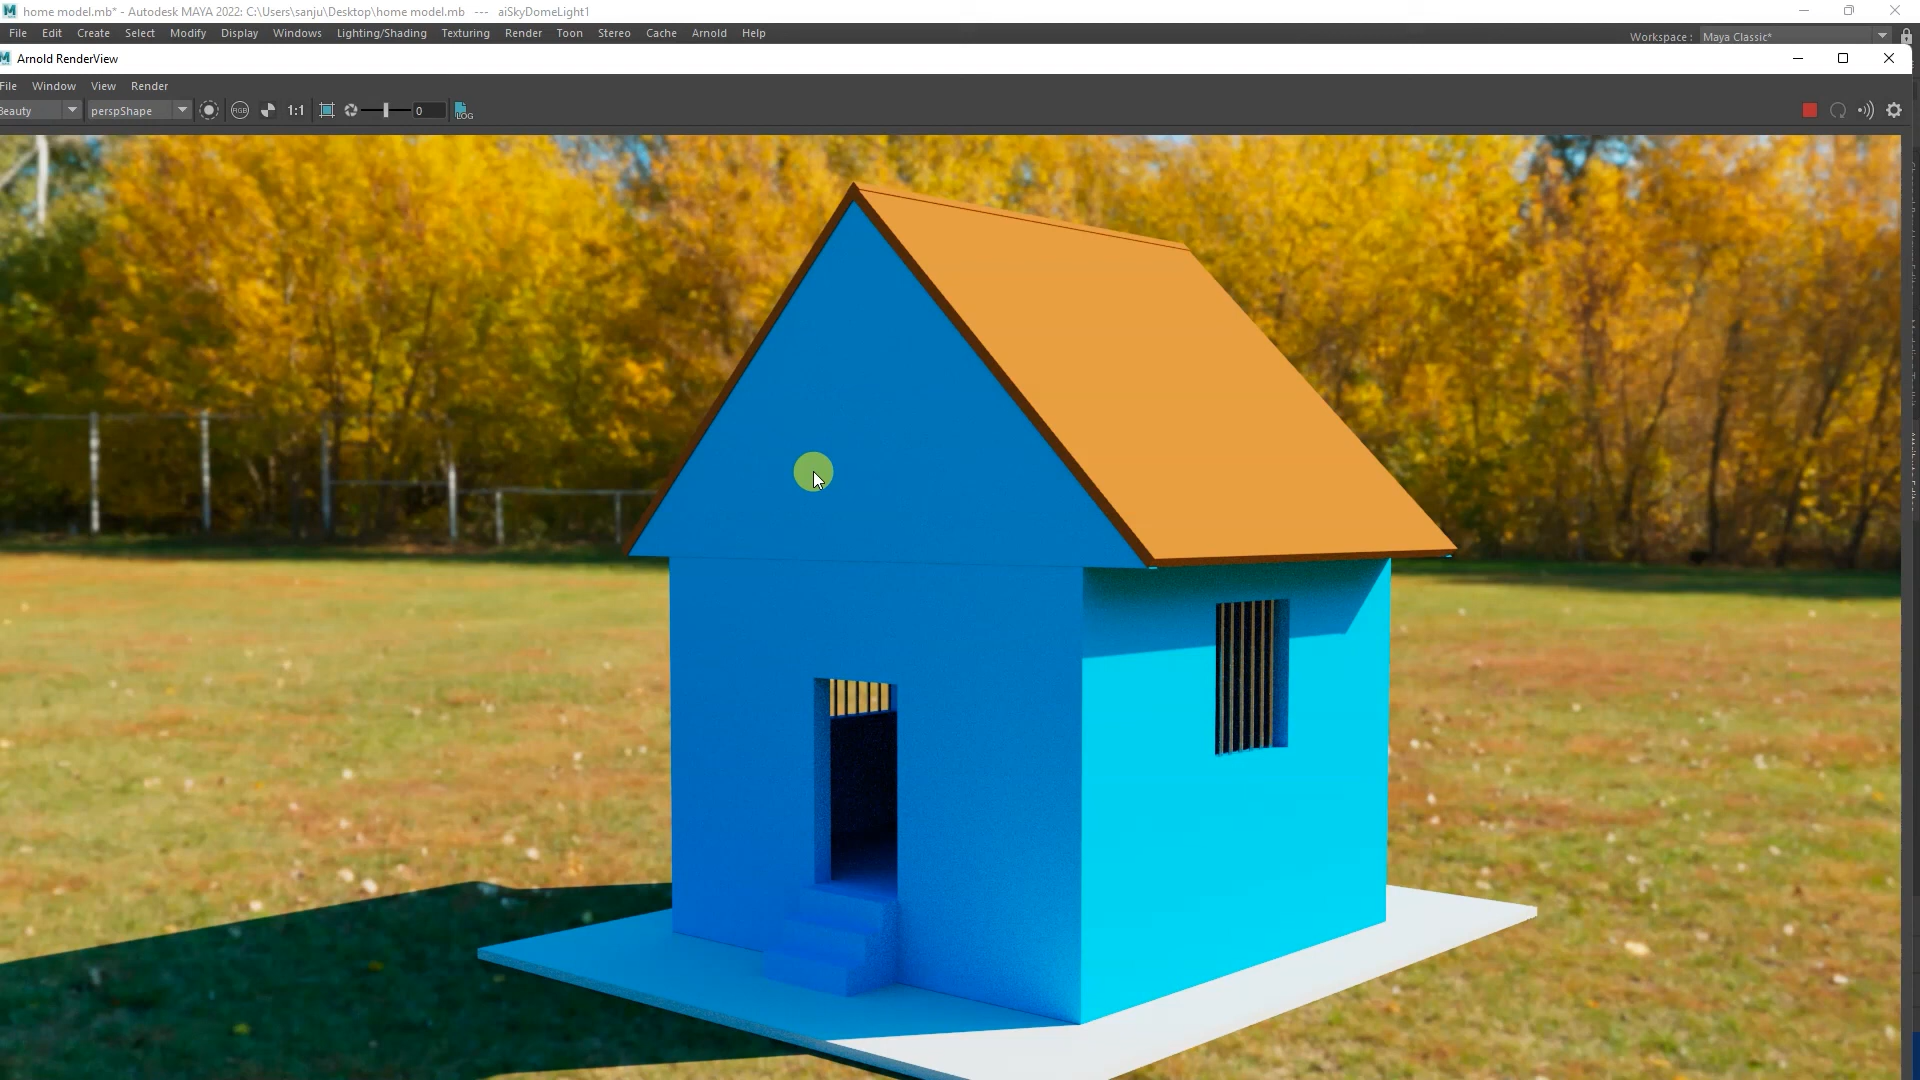 home model.mb* - Autodesk MAYA 2022: C:\Users\sanju\Desktop\home model.mb --- aiSkyDomeLight1
File Edit Create Select Modify Display Windows Lighting/Shading Texturing Render Toon Stereo Cache Arnold Help
Workspace : Maya Classic*
Arnold RenderView
File Window View Render
Beauty perspShape RGB 1:1 0 LOG